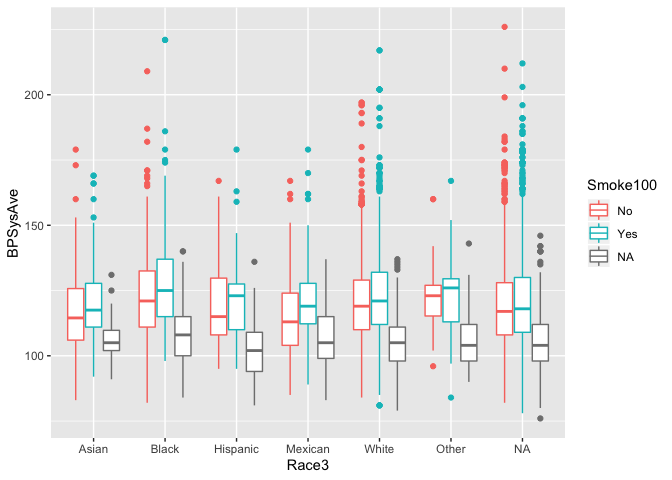 200
150
100
BPSysAve
Asian Black Hispanic Mexican White Other NA
Race3
Smoke100
No
Yes
NA